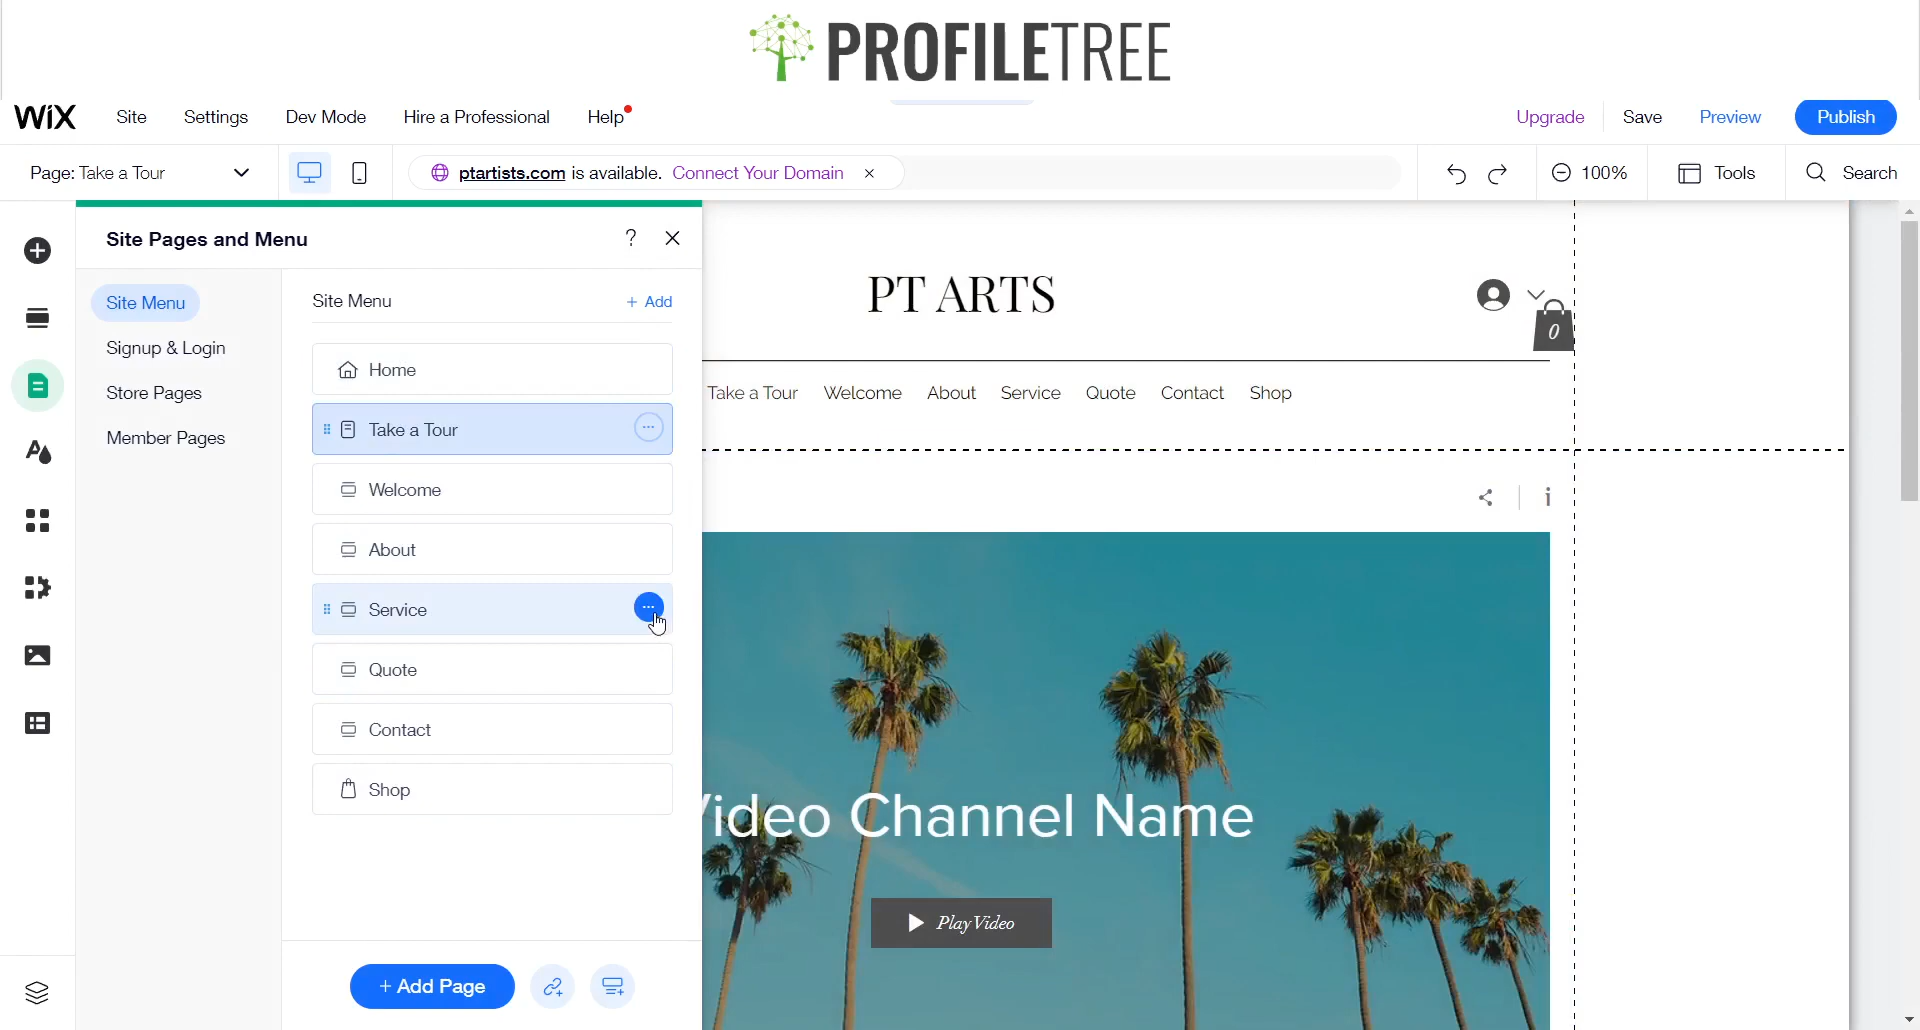 PROFILETREE
WIX Site Settings Dev Mode Hire a Professional Help Upgrade Save Preview Publish
Page: Take a Tour ptartists.com is available. Connect Your Domain 100% Tools Search
Site Pages and Menu ?
Site Menu
Signup & Login
Store Pages
Member Pages
Site Menu + Add
Home
Take a Tour
Welcome
About
Service
Quote
Contact
Shop
+ Add Page
PT ARTS
0
Take a Tour Welcome About Service Quote Contact Shop
Video Channel Name
Play Video